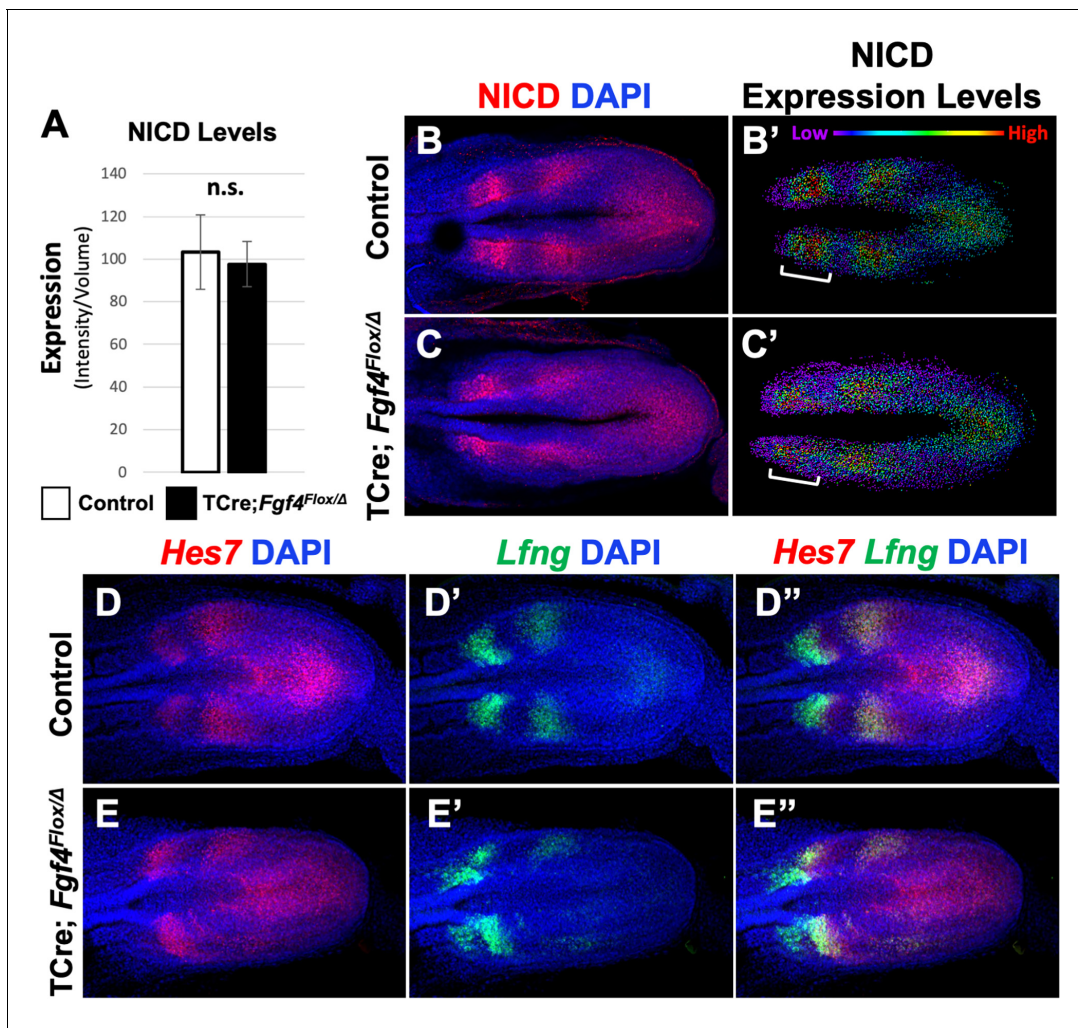 A
NICD Levels
n.s.
140
120
100
80
60
40
20
0
Expression
(Intensity/Volume)
Control
TCre;Fgf4Flox/Δ
NICD DAPI
NICD
Expression Levels
Control
B
B’
Low
High
TCre; Fgf4Flox/Δ
C
C’
Hes7 DAPI
Lfng DAPI
Hes7 Lfng DAPI
Control
D
D’
D”
TCre; Fgf4Flox/Δ
E
E’
E”